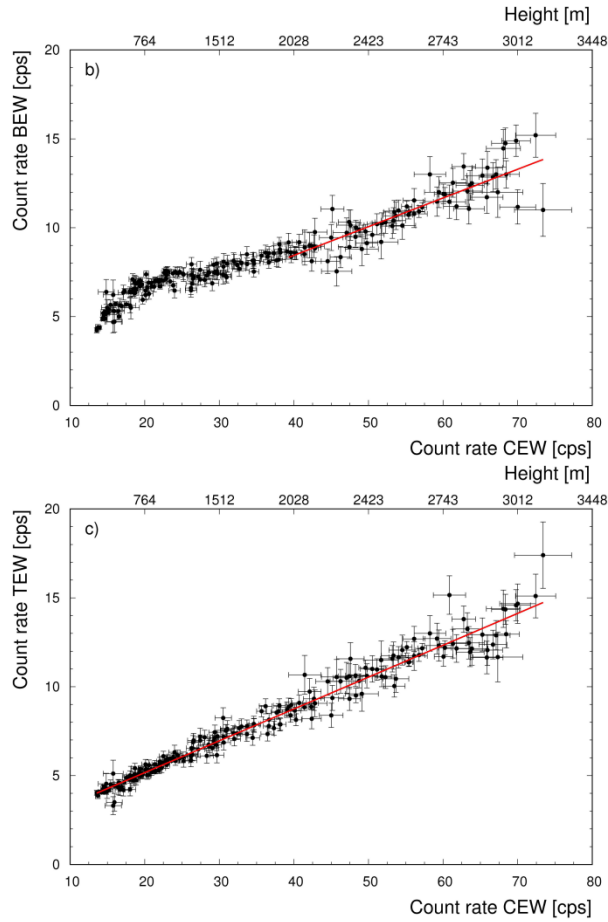 Height [m]
764 1512 2028 2423 2743 3012 3448
20
b)
Count rate BEW [cps]
15
10
5
0
10 20 30 40 50 60 70 80
Count rate CEW [cps]
Height [m]
764 1512 2028 2423 2743 3012 3448
20
c)
Count rate TEW [cps]
15
10
5
0
10 20 30 40 50 60 70 80
Count rate CEW [cps]